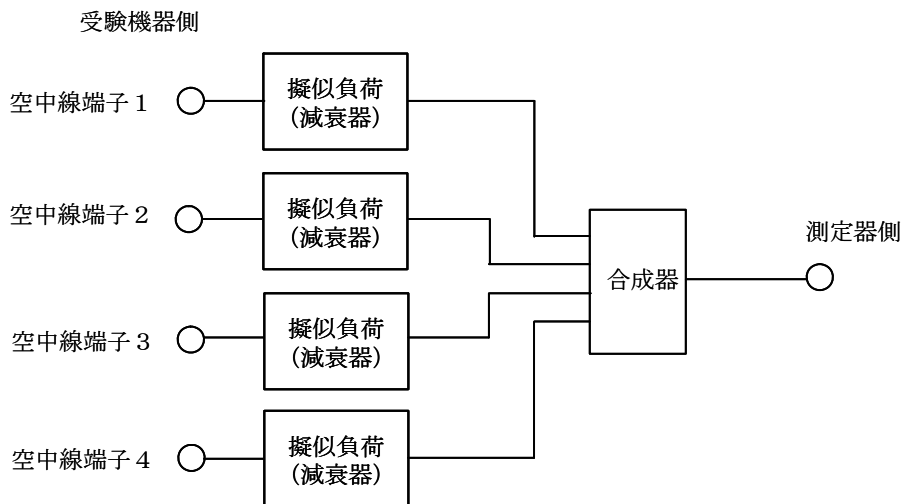 受験機器側
空中線端子１
擬似負荷
(減衰器)
空中線端子２
擬似負荷
(減衰器)
合成器
測定器側
空中線端子３
擬似負荷
(減衰器)
空中線端子４
擬似負荷
(減衰器)